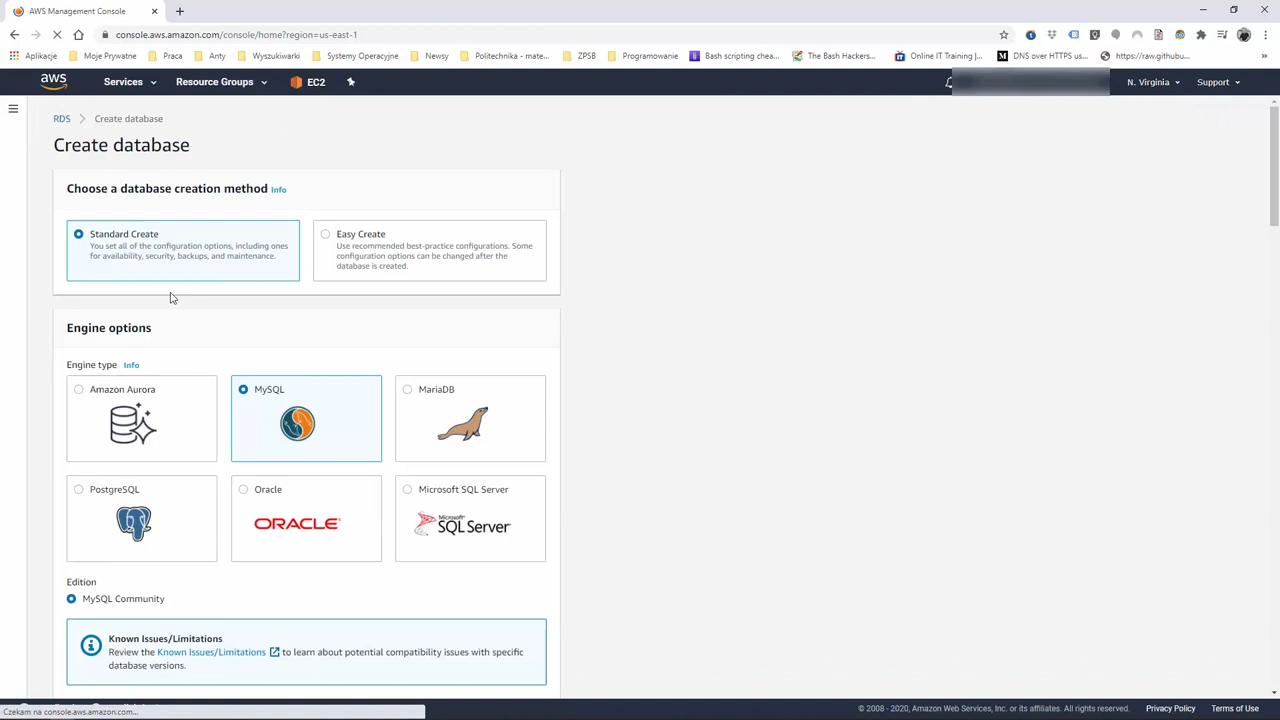 AWS Management Console
console.aws.amazon.com/console/home?region=us-east-1
Aplikacje
Moje Prywatne
Praca
Anty
Wyszukiwarki
Systemy Operacyjne
Newsy
Politechnika - mate...
ZPSB
Programowanie
Bash scripting chea...
The Bash Hackers...
Online IT Training |...
DNS over HTTPS us...
https://raw.githubu...
aws
Services
Resource Groups
EC2
N. Virginia
Support
RDS
Create database
Create database
Choose a database creation method Info
Standard Create
You set all of the configuration options, including ones
for availability, security, backups, and maintenance.
Easy Create
Use recommended best-practice configurations. Some
configuration options can be changed after the
database is created.
Engine options
Engine type Info
Amazon Aurora
MySQL
MariaDB
PostgreSQL
Oracle
ORACLE
Microsoft SQL Server
Microsoft
SQL Server
Edition
MySQL Community
Known Issues/Limitations
Review the Known Issues/Limitations to learn about potential compatibility issues with specific
database versions.
Czekam na console.aws.amazon.com...
© 2008 - 2020, Amazon Web Services, Inc. or its affiliates. All rights reserved.
Privacy Policy
Terms of Use